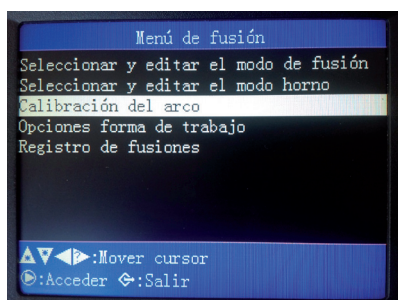 Menú de fusión
Seleccionar y editar el modo de fusión
Seleccionar y editar el modo horno
Calibración del arco
Opciones forma de trabajo
Registro de fusiones
?:Mover cursor
:Acceder :Salir